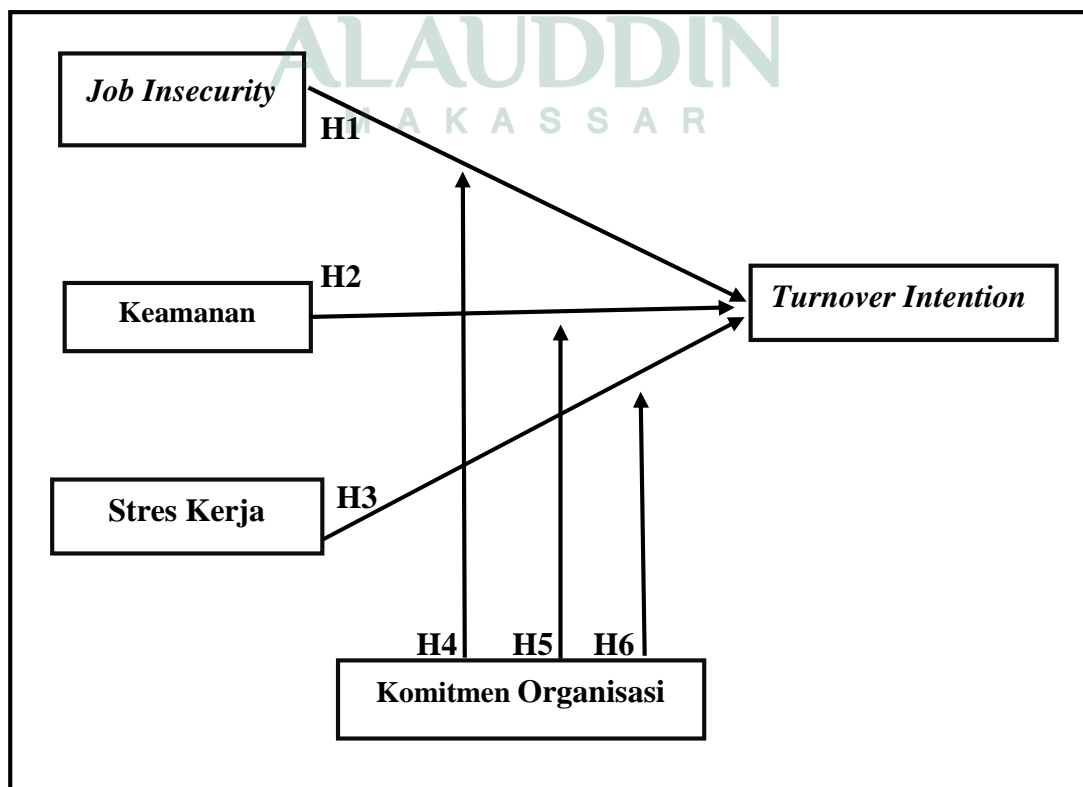 ALAUDDIN
MAKASSAR
Job Insecurity
H1
H2
Keamanan
Turnover Intention
H3
Stres Kerja
H4 H5 H6
Komitmen Organisasi